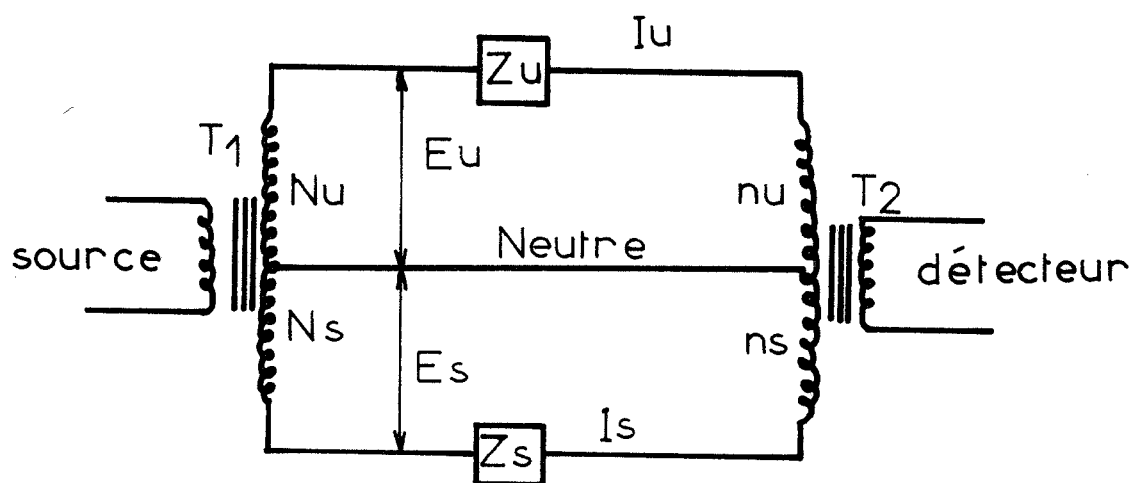 Zu
Iu
T1
Eu
Nu
nu
T2
source
Neutre
détecteur
Ns
ns
Es
Is
Zs